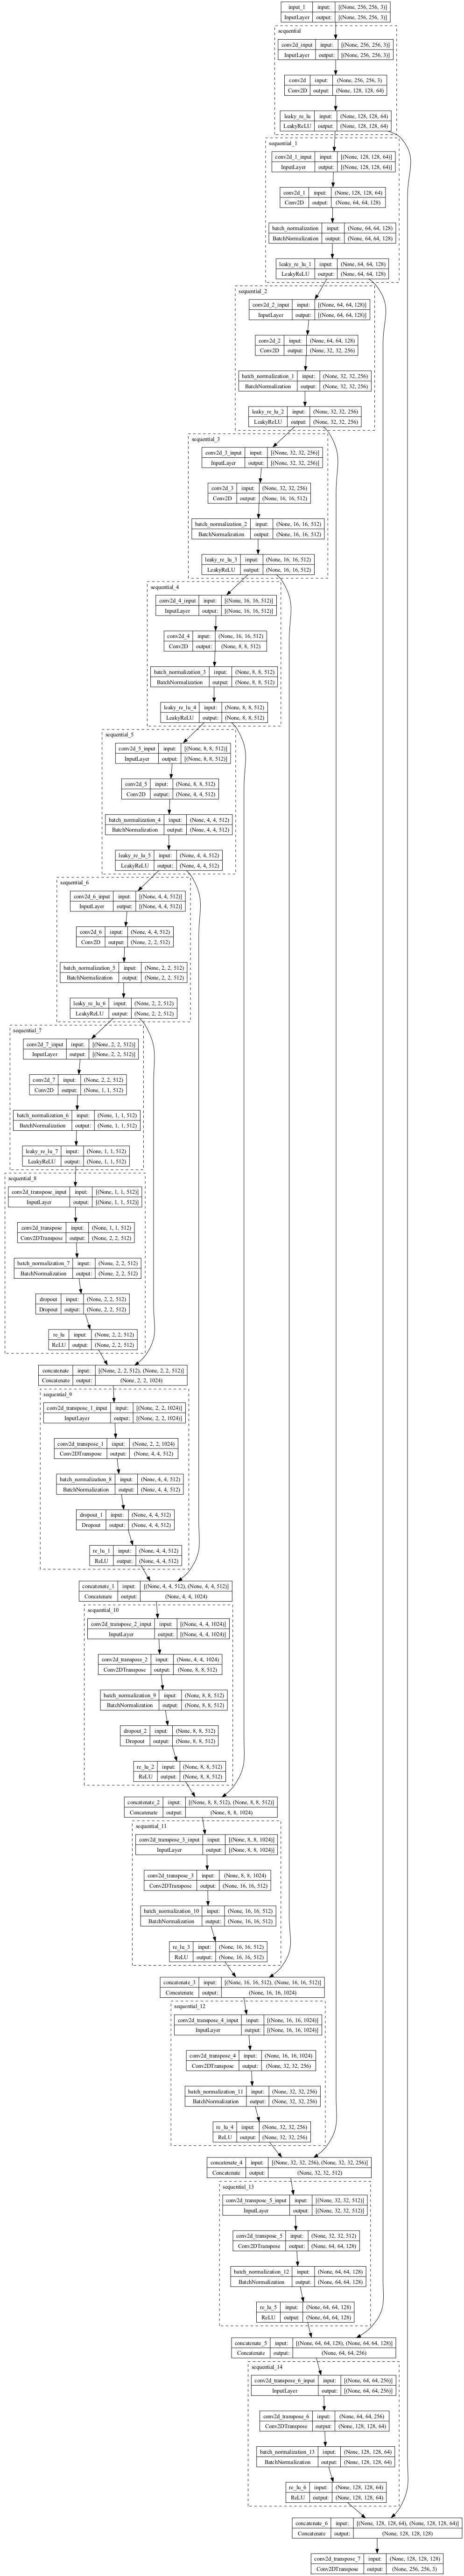 input_1 input: [(None, 256, 256, 3)]
InputLayer output: [(None, 256, 256, 3)]
sequential
conv2d_input input: [(None, 256, 256, 3)]
InputLayer output: [(None, 256, 256, 3)]
conv2d input: (None, 256, 256, 3)
Conv2D output: (None, 128, 128, 64)
leaky_re_lu input: (None, 128, 128, 64)
LeakyReLU output: (None, 128, 128, 64)
sequential_1
conv2d_1_input input: [(None, 128, 128, 64)]
InputLayer output: [(None, 128, 128, 64)]
conv2d_1 input: (None, 128, 128, 64)
Conv2D output: (None, 64, 64, 128)
batch_normalization input: (None, 64, 64, 128)
BatchNormalization output: (None, 64, 64, 128)
leaky_re_lu_1 input: (None, 64, 64, 128)
LeakyReLU output: (None, 64, 64, 128)
sequential_2
conv2d_2_input input: [(None, 64, 64, 128)]
InputLayer output: [(None, 64, 64, 128)]
conv2d_2 input: (None, 64, 64, 128)
Conv2D output: (None, 32, 32, 256)
batch_normalization_1 input: (None, 32, 32, 256)
BatchNormalization output: (None, 32, 32, 256)
leaky_re_lu_2 input: (None, 32, 32, 256)
LeakyReLU output: (None, 32, 32, 256)
sequential_3
conv2d_3_input input: [(None, 32, 32, 256)]
InputLayer output: [(None, 32, 32, 256)]
conv2d_3 input: (None, 32, 32, 256)
Conv2D output: (None, 16, 16, 512)
batch_normalization_2 input: (None, 16, 16, 512)
BatchNormalization output: (None, 16, 16, 512)
leaky_re_lu_3 input: (None, 16, 16, 512)
LeakyReLU output: (None, 16, 16, 512)
sequential_4
conv2d_4_input input: [(None, 16, 16, 512)]
InputLayer output: [(None, 16, 16, 512)]
conv2d_4 input: (None, 16, 16, 512)
Conv2D output: (None, 8, 8, 512)
batch_normalization_3 input: (None, 8, 8, 512)
BatchNormalization output: (None, 8, 8, 512)
leaky_re_lu_4 input: (None, 8, 8, 512)
LeakyReLU output: (None, 8, 8, 512)
sequential_5
conv2d_5_input input: [(None, 8, 8, 512)]
InputLayer output: [(None, 8, 8, 512)]
conv2d_5 input: (None, 8, 8, 512)
Conv2D output: (None, 4, 4, 512)
batch_normalization_4 input: (None, 4, 4, 512)
BatchNormalization output: (None, 4, 4, 512)
leaky_re_lu_5 input: (None, 4, 4, 512)
LeakyReLU output: (None, 4, 4, 512)
sequential_6
conv2d_6_input input: [(None, 4, 4, 512)]
InputLayer output: [(None, 4, 4, 512)]
conv2d_6 input: (None, 4, 4, 512)
Conv2D output: (None, 2, 2, 512)
batch_normalization_5 input: (None, 2, 2, 512)
BatchNormalization output: (None, 2, 2, 512)
leaky_re_lu_6 input: (None, 2, 2, 512)
LeakyReLU output: (None, 2, 2, 512)
sequential_7
conv2d_7_input input: [(None, 2, 2, 512)]
InputLayer output: [(None, 2, 2, 512)]
conv2d_7 input: (None, 2, 2, 512)
Conv2D output: (None, 1, 1, 512)
batch_normalization_6 input: (None, 1, 1, 512)
BatchNormalization output: (None, 1, 1, 512)
leaky_re_lu_7 input: (None, 1, 1, 512)
LeakyReLU output: (None, 1, 1, 512)
sequential_8
conv2d_transpose_input input: [(None, 1, 1, 512)]
InputLayer output: [(None, 1, 1, 512)]
conv2d_transpose input: (None, 1, 1, 512)
Conv2DTranspose output: (None, 2, 2, 512)
batch_normalization_7 input: (None, 2, 2, 512)
BatchNormalization output: (None, 2, 2, 512)
dropout input: (None, 2, 2, 512)
Dropout output: (None, 2, 2, 512)
re_lu input: (None, 2, 2, 512)
ReLU output: (None, 2, 2, 512)
concatenate input: [(None, 2, 2, 512), (None, 2, 2, 512)]
Concatenate output: (None, 2, 2, 1024)
sequential_9
conv2d_transpose_1_input input: [(None, 2, 2, 1024)]
InputLayer output: [(None, 2, 2, 1024)]
conv2d_transpose_1 input: (None, 2, 2, 1024)
Conv2DTranspose output: (None, 4, 4, 512)
batch_normalization_8 input: (None, 4, 4, 512)
BatchNormalization output: (None, 4, 4, 512)
dropout_1 input: (None, 4, 4, 512)
Dropout output: (None, 4, 4, 512)
re_lu_1 input: (None, 4, 4, 512)
ReLU output: (None, 4, 4, 512)
concatenate_1 input: [(None, 4, 4, 512), (None, 4, 4, 512)]
Concatenate output: (None, 4, 4, 1024)
sequential_10
conv2d_transpose_2_input input: [(None, 4, 4, 1024)]
InputLayer output: [(None, 4, 4, 1024)]
conv2d_transpose_2 input: (None, 4, 4, 1024)
Conv2DTranspose output: (None, 8, 8, 512)
batch_normalization_9 input: (None, 8, 8, 512)
BatchNormalization output: (None, 8, 8, 512)
dropout_2 input: (None, 8, 8, 512)
Dropout output: (None, 8, 8, 512)
re_lu_2 input: (None, 8, 8, 512)
ReLU output: (None, 8, 8, 512)
concatenate_2 input: [(None, 8, 8, 512), (None, 8, 8, 512)]
Concatenate output: (None, 8, 8, 1024)
sequential_11
conv2d_transpose_3_input input: [(None, 8, 8, 1024)]
InputLayer output: [(None, 8, 8, 1024)]
conv2d_transpose_3 input: (None, 8, 8, 1024)
Conv2DTranspose output: (None, 16, 16, 512)
batch_normalization_10 input: (None, 16, 16, 512)
BatchNormalization output: (None, 16, 16, 512)
re_lu_3 input: (None, 16, 16, 512)
ReLU output: (None, 16, 16, 512)
concatenate_3 input: [(None, 16, 16, 512), (None, 16, 16, 512)]
Concatenate output: (None, 16, 16, 1024)
sequential_12
conv2d_transpose_4_input input: [(None, 16, 16, 1024)]
InputLayer output: [(None, 16, 16, 1024)]
conv2d_transpose_4 input: (None, 16, 16, 1024)
Conv2DTranspose output: (None, 32, 32, 256)
batch_normalization_11 input: (None, 32, 32, 256)
BatchNormalization output: (None, 32, 32, 256)
re_lu_4 input: (None, 32, 32, 256)
ReLU output: (None, 32, 32, 256)
concatenate_4 input: [(None, 32, 32, 256), (None, 32, 32, 256)]
Concatenate output: (None, 32, 32, 512)
sequential_13
conv2d_transpose_5_input input: [(None, 32, 32, 512)]
InputLayer output: [(None, 32, 32, 512)]
conv2d_transpose_5 input: (None, 32, 32, 512)
Conv2DTranspose output: (None, 64, 64, 128)
batch_normalization_12 input: (None, 64, 64, 128)
BatchNormalization output: (None, 64, 64, 128)
re_lu_5 input: (None, 64, 64, 128)
ReLU output: (None, 64, 64, 128)
concatenate_5 input: [(None, 64, 64, 128), (None, 64, 64, 128)]
Concatenate output: (None, 64, 64, 256)
sequential_14
conv2d_transpose_6_input input: [(None, 64, 64, 256)]
InputLayer output: [(None, 64, 64, 256)]
conv2d_transpose_6 input: (None, 64, 64, 256)
Conv2DTranspose output: (None, 128, 128, 64)
batch_normalization_13 input: (None, 128, 128, 64)
BatchNormalization output: (None, 128, 128, 64)
re_lu_6 input: (None, 128, 128, 64)
ReLU output: (None, 128, 128, 64)
concatenate_6 input: [(None, 128, 128, 64), (None, 128, 128, 64)]
Concatenate output: (None, 128, 128, 128)
conv2d_transpose_7 input: (None, 128, 128, 128)
Conv2DTranspose output: (None, 256, 256, 3)